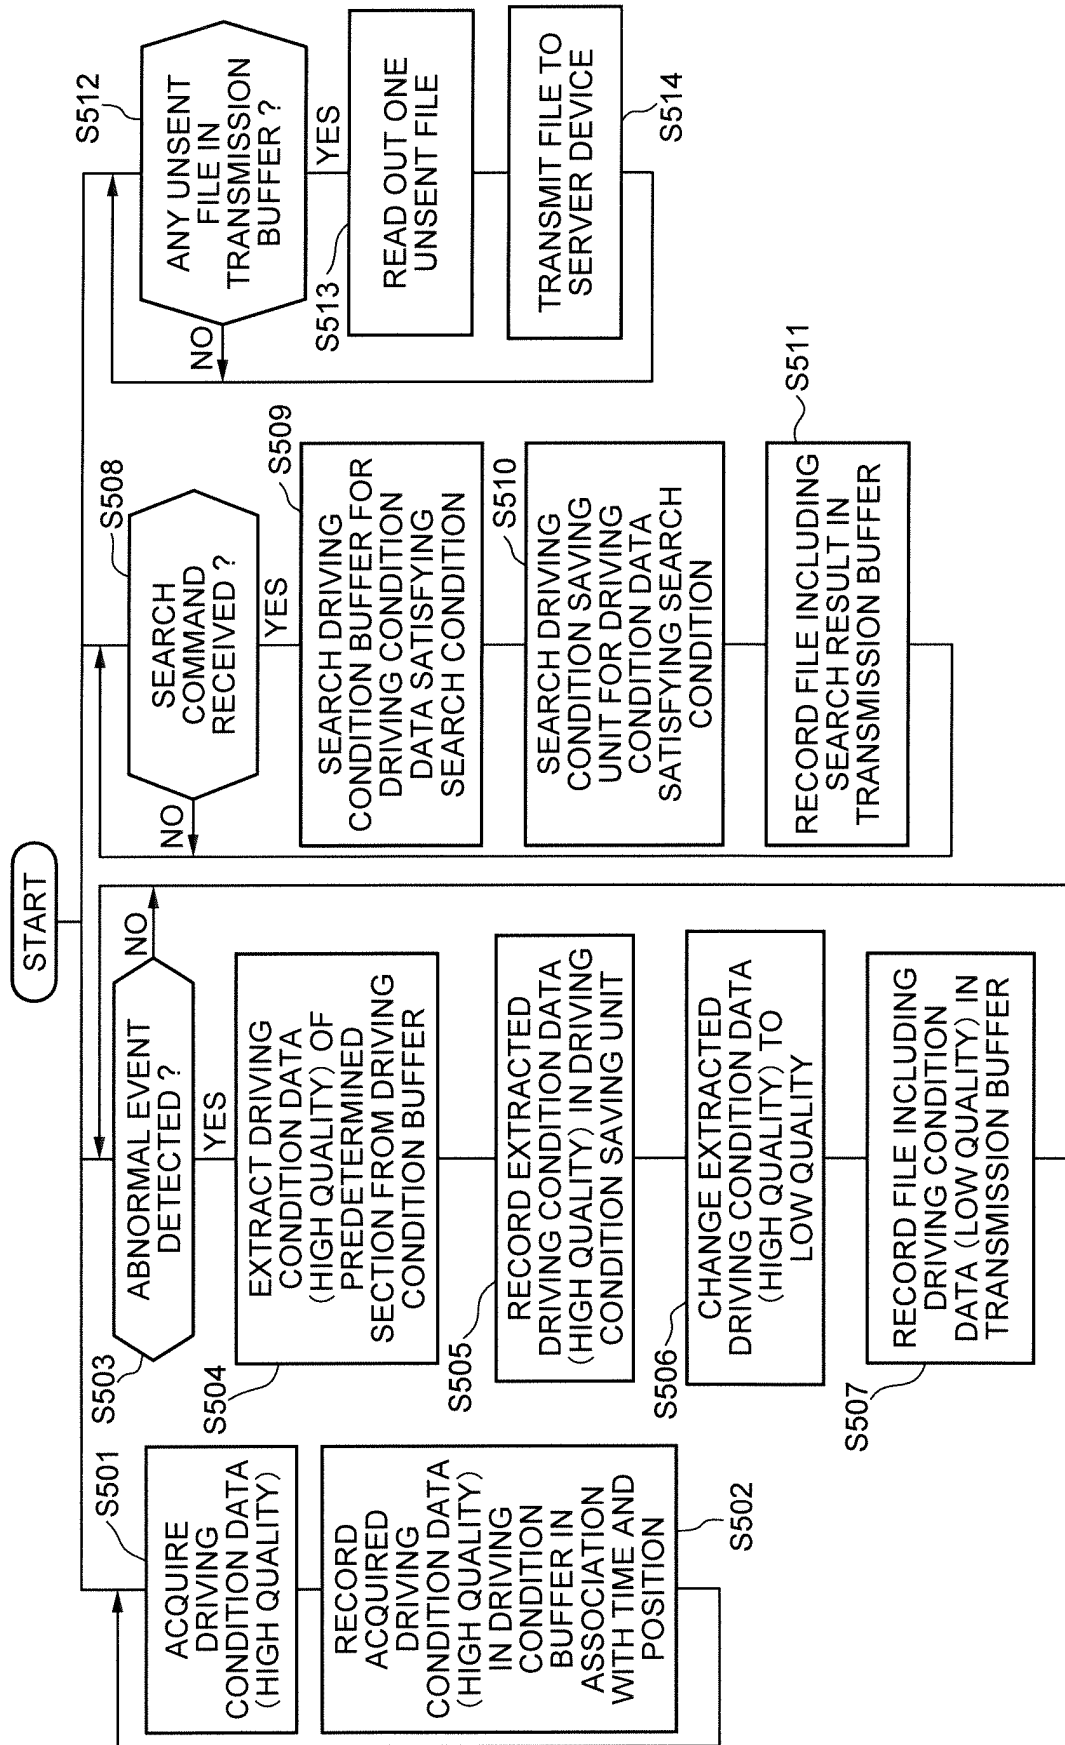 START
S501
ACQUIRE
DRIVING
CONDITION DATA
(HIGH QUALITY)
RECORD
ACQUIRED
DRIVING
CONDITION DATA
(HIGH QUALITY)
IN DRIVING
CONDITION
BUFFER IN
ASSOCIATION
WITH TIME AND
POSITION
S502
S503
ABNORMAL EVENT
DETECTED ?
NO
YES
S504
EXTRACT DRIVING
CONDITION DATA
(HIGH QUALITY) OF
PREDETERMINED
SECTION FROM DRIVING
CONDITION BUFFER
S505
RECORD EXTRACTED
DRIVING CONDITION DATA
(HIGH QUALITY) IN DRIVING
CONDITION SAVING UNIT
S506
CHANGE EXTRACTED
DRIVING CONDITION DATA
(HIGH QUALITY) TO
LOW QUALITY
S507
RECORD FILE INCLUDING
DRIVING CONDITION
DATA (LOW QUALITY) IN
TRANSMISSION BUFFER
S508
SEARCH
COMMAND
RECEIVED ?
NO
YES
S509
SEARCH DRIVING
CONDITION BUFFER FOR
DRIVING CONDITION
DATA SATISFYING
SEARCH CONDITION
S510
SEARCH DRIVING
CONDITION SAVING
UNIT FOR DRIVING
CONDITION DATA
SATISFYING SEARCH
CONDITION
S511
RECORD FILE INCLUDING
SEARCH RESULT IN
TRANSMISSION BUFFER
S512
ANY UNSENT
FILE IN
TRANSMISSION
BUFFER ?
NO
YES
S513
READ OUT ONE
UNSENT FILE
TRANSMIT FILE TO
SERVER DEVICE
S514